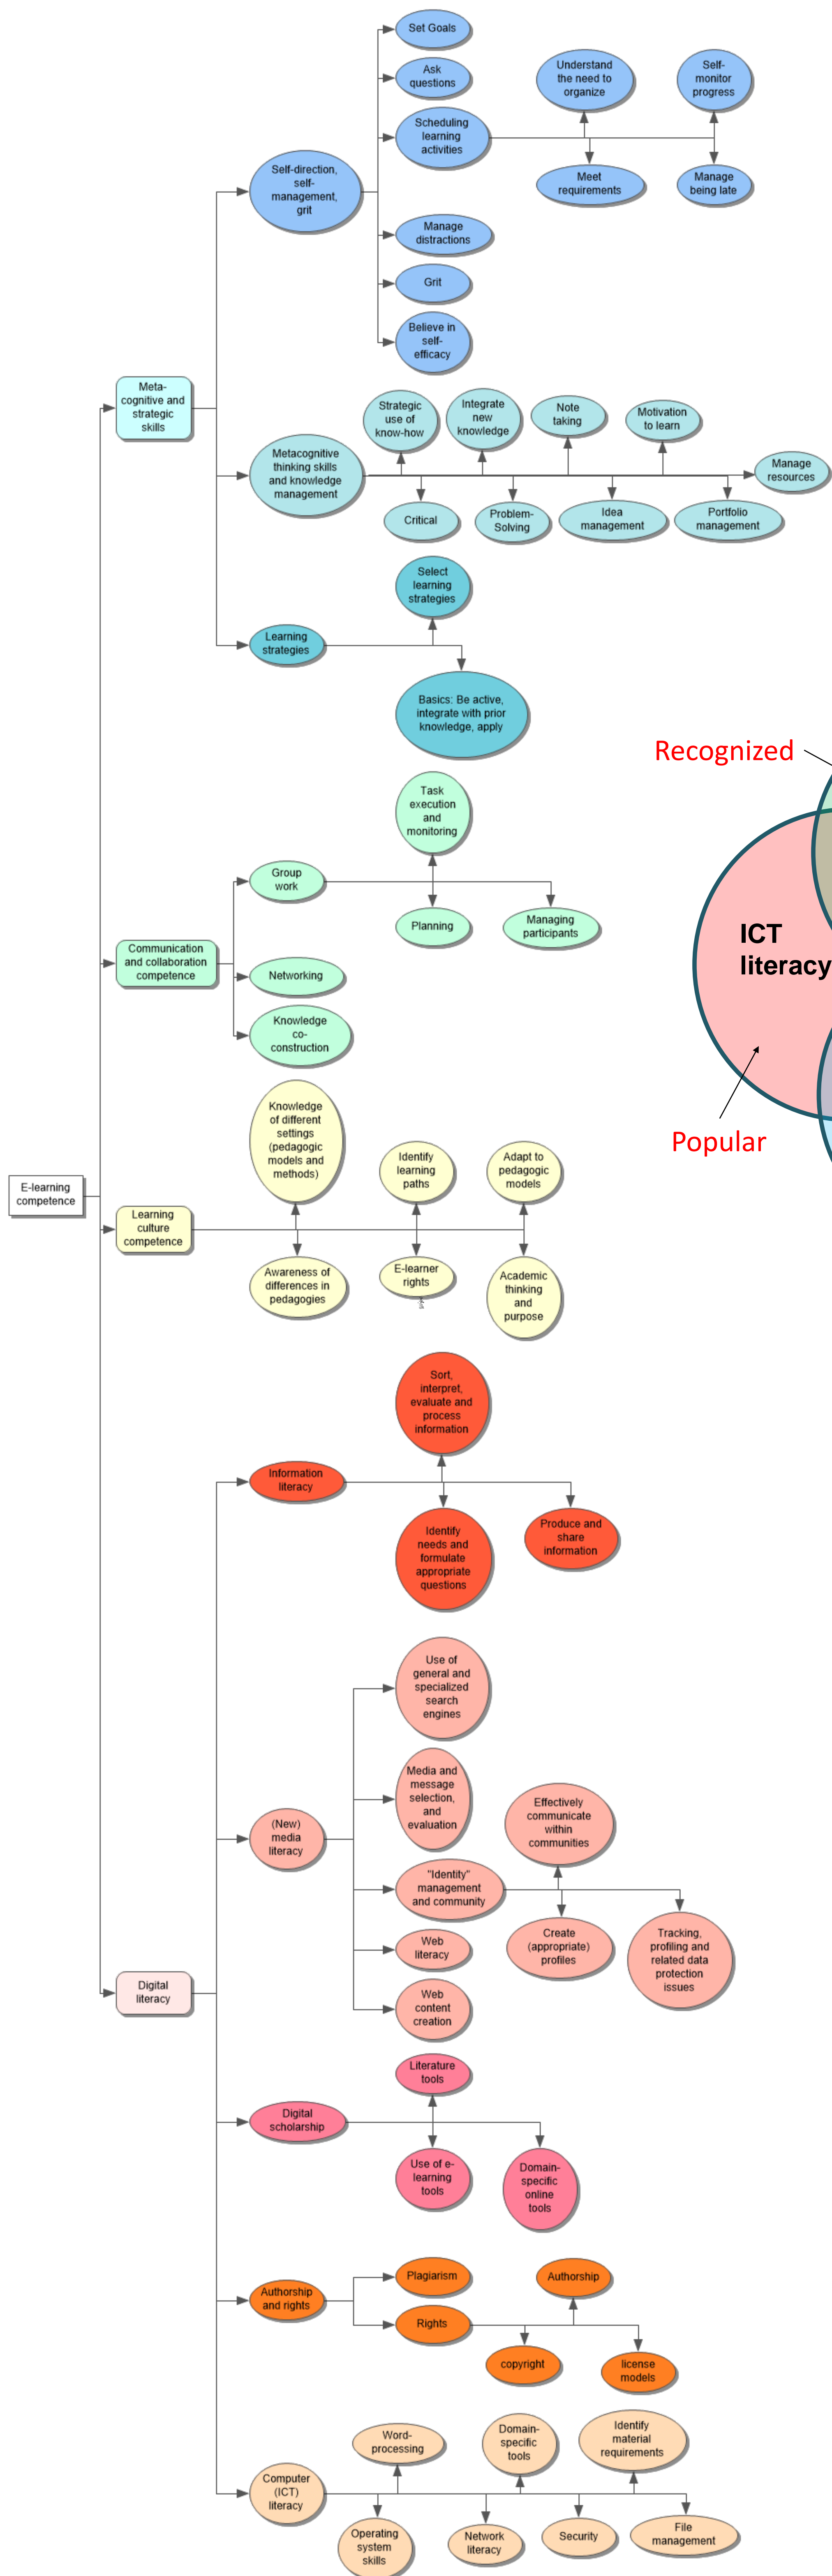 Set Goals
Ask
questions
Scheduling
learning
activities
Understand
the need to
organize
Self-
monitor
progress
Meet
requirements
Manage
being late
Self-direction,
self-
management,
grit
Manage
distractions
Grit
Believe in
self-
efficacy
Meta-
cognitive and
strategic
skills
Strategic
use of
know-how
Integrate
new
knowledge
Note
taking
Motivation
to learn
Metacognitive
thinking skills
and knowledge
management
Manage
resources
Critical
Problem-
Solving
Idea
management
Portfolio
management
Select
learning
strategies
Learning
strategies
Basics: Be active,
integrate with prior
knowledge, apply
Recognized
ICT
literacy
Popular
Task
execution
and
monitoring
Group
work
Planning
Managing
participants
Communication
and collaboration
competence
Networking
Knowledge
co-
construction
Knowledge
of different
settings
(pedagogic
models and
methods)
Identify
learning
paths
Adapt to
pedagogic
models
E-learning
competence
Learning
culture
competence
Awareness of
differences in
pedagogies
E-learner
rights
Academic
thinking
and
purpose
Sort,
interpret,
evaluate and
process
information
Information
literacy
Identify
needs and
formulate
appropriate
questions
Produce and
share
information
Use of
general and
specialized
search
engines
Media and
message
selection,
and
evaluation
(New)
media
literacy
Effectively
communicate
within
communities
"Identity"
management
and community
Create
(appropriate)
profiles
Tracking,
profiling and
related data
protection
issues
Web
literacy
Web
content
creation
Digital
literacy
Literature
tools
Digital
scholarship
Use of e-
learning
tools
Domain-
specific
online
tools
Authorship
and rights
Plagiarism
Rights
Authorship
copyright
license
models
Word-
processing
Domain-
specific
tools
Identify
material
requirements
Computer
(ICT)
literacy
Operating
system
skills
Network
literacy
Security
File
management